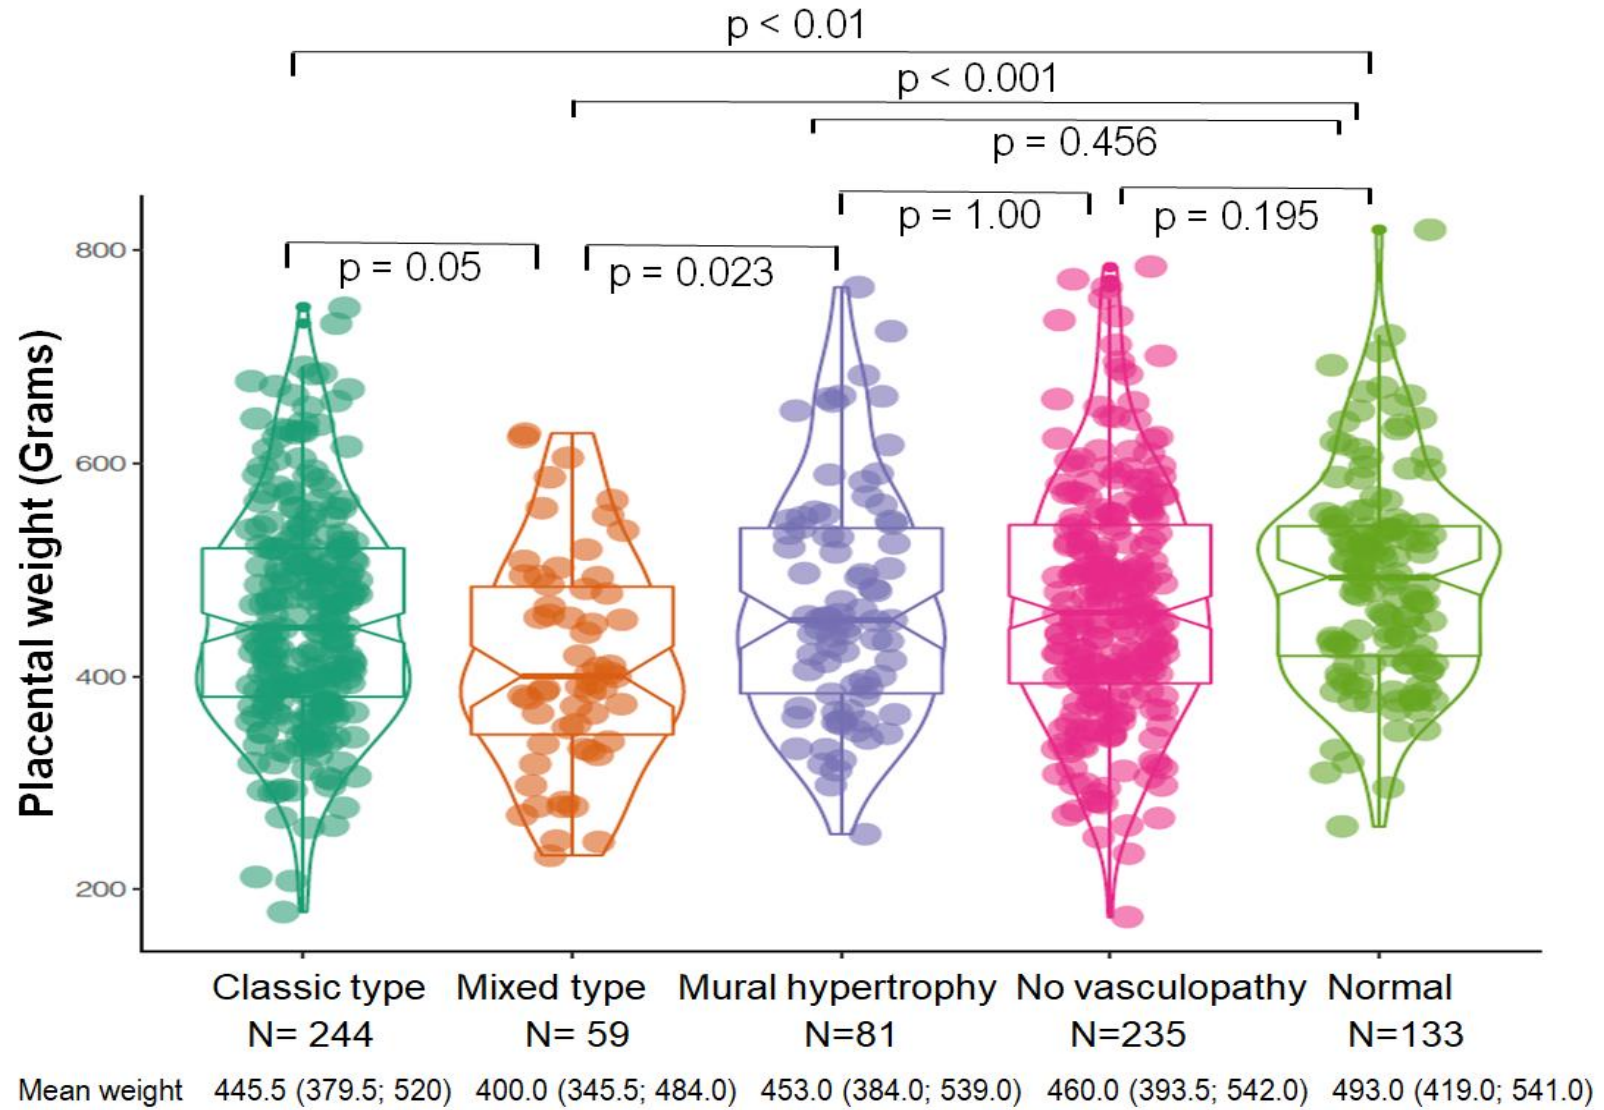 p < 0.01
p < 0.001
p = 0.456
p = 1.00
p = 0.195
p = 0.05
p = 0.023
Placental weight (Grams)
800
600
400
200
Classic type Mixed type Mural hypertrophy No vasculopathy Normal
N= 244 N= 59 N=81 N=235 N=133
Mean weight 445.5 (379.5; 520) 400.0 (345.5; 484.0) 453.0 (384.0; 539.0) 460.0 (393.5; 542.0) 493.0 (419.0; 541.0)